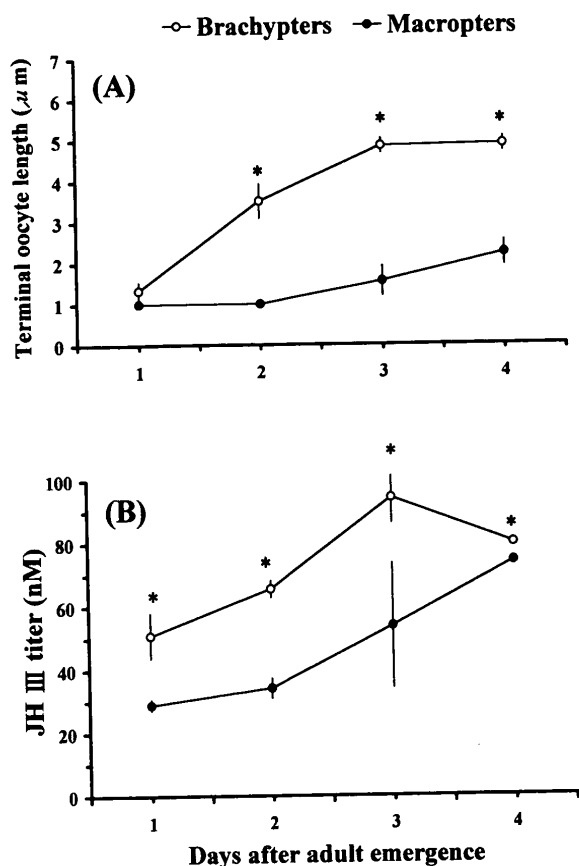 Brachypters Macropters
(A)
Terminal oocyte length (μm)
7
6
5
4
3
2
1
0
* * *
1 2 3 4
(B)
JH III titer (nM)
100
80
60
40
20
0
* * * *
1 2 3 4
Days after adult emergence